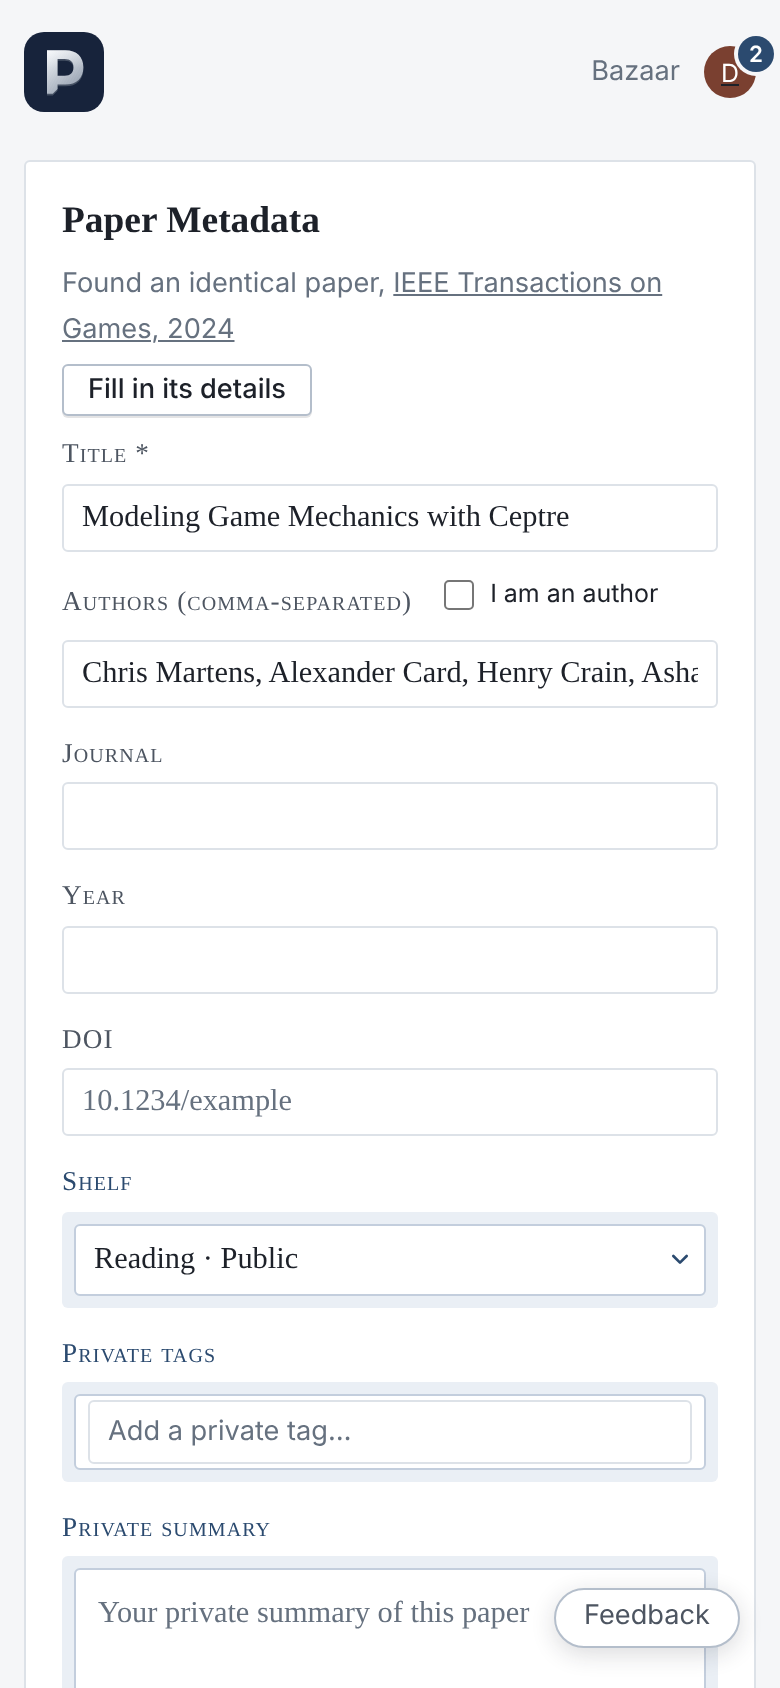 P
Bazaar
D
2
Paper Metadata
Found an identical paper, IEEE Transactions on
Games, 2024
Fill in its details
Title *
Modeling Game Mechanics with Ceptre
Authors (comma-separated)
I am an author
Chris Martens, Alexander Card, Henry Crain, Asha
Journal
Year
DOI
10.1234/example
Shelf
Reading · Public
Private tags
Add a private tag...
Private summary
Your private summary of this paper
Feedback